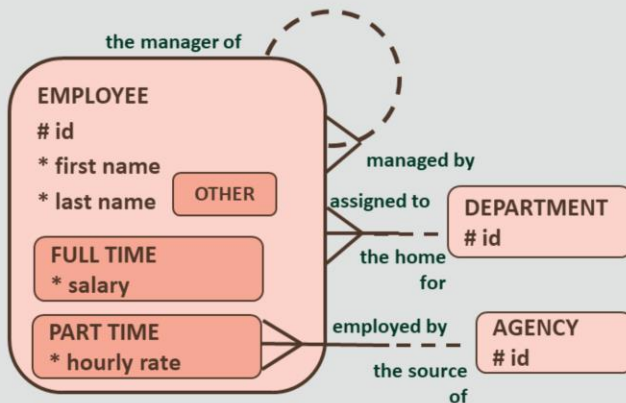 the manager of
EMPLOYEE
# id
* first name
* last name
OTHER
FULL TIME
* salary
PART TIME
* hourly rate
managed by
assigned to
the home
for
DEPARTMENT
# id
employed by
the source
of
AGENCY
# id